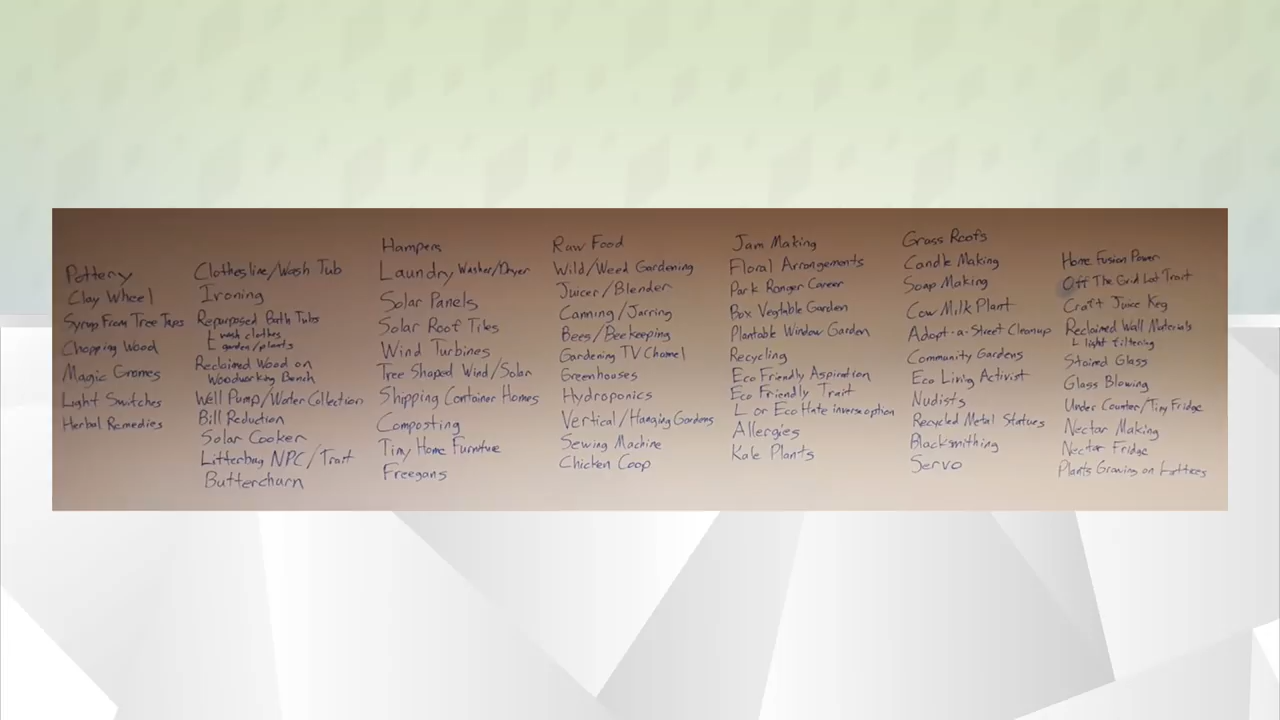 Pottery
Clay Wheel
Syrup From Tree Taps
Chopping Wood
Magic Gnomes
Light Switches
Herbal Remedies
Clothesline/Wash Tub
Ironing
Repurposed Bath Tubs
L wash clothes
garden/plants
Reclaimed Wood on
Woodworking Bench
Well Pump/Water Collection
Bill Reduction
Solar Cooker
Litterbug NPC/Trait
Butterchurn
Hampers
Laundry Washer/Dryer
Solar Panels
Solar Roof Tiles
Wind Turbines
Tree Shaped Wind/Solar
Shipping Container Homes
Composting
Tiny Home Furniture
Freegans
Raw Food
Wild/Weed Gardening
Juicer/Blender
Canning/Jarring
Bees/Beekeeping
Gardening TV Channel
Greenhouses
Hydroponics
Vertical/Hanging Gardens
Sewing Machine
Chicken Coop
Jam Making
Floral Arrangements
Park Ranger Career
Box Vegtable Garden
Plantable Window Garden
Recycling
Eco Friendly Aspiration
Eco Friendly Trait
L or Eco Hate inverse option
Allergies
Kale Plants
Grass Roofs
Candle Making
Soap Making
Cow Milk Plant
Adopt-a-Street Cleanup
Community Gardens
Eco Living Activist
Nudists
Recycled Metal Statues
Blacksmithing
Servo
Home Fusion Power
Off The Grid Lot Trait
Craft Juice Keg
Reclaimed Wall Materials
L light filtering
Stained Glass
Glass Blowing
Under Counter/Tiny Fridge
Nectar Making
Nectar Fridge
Plants Growing on Lattices